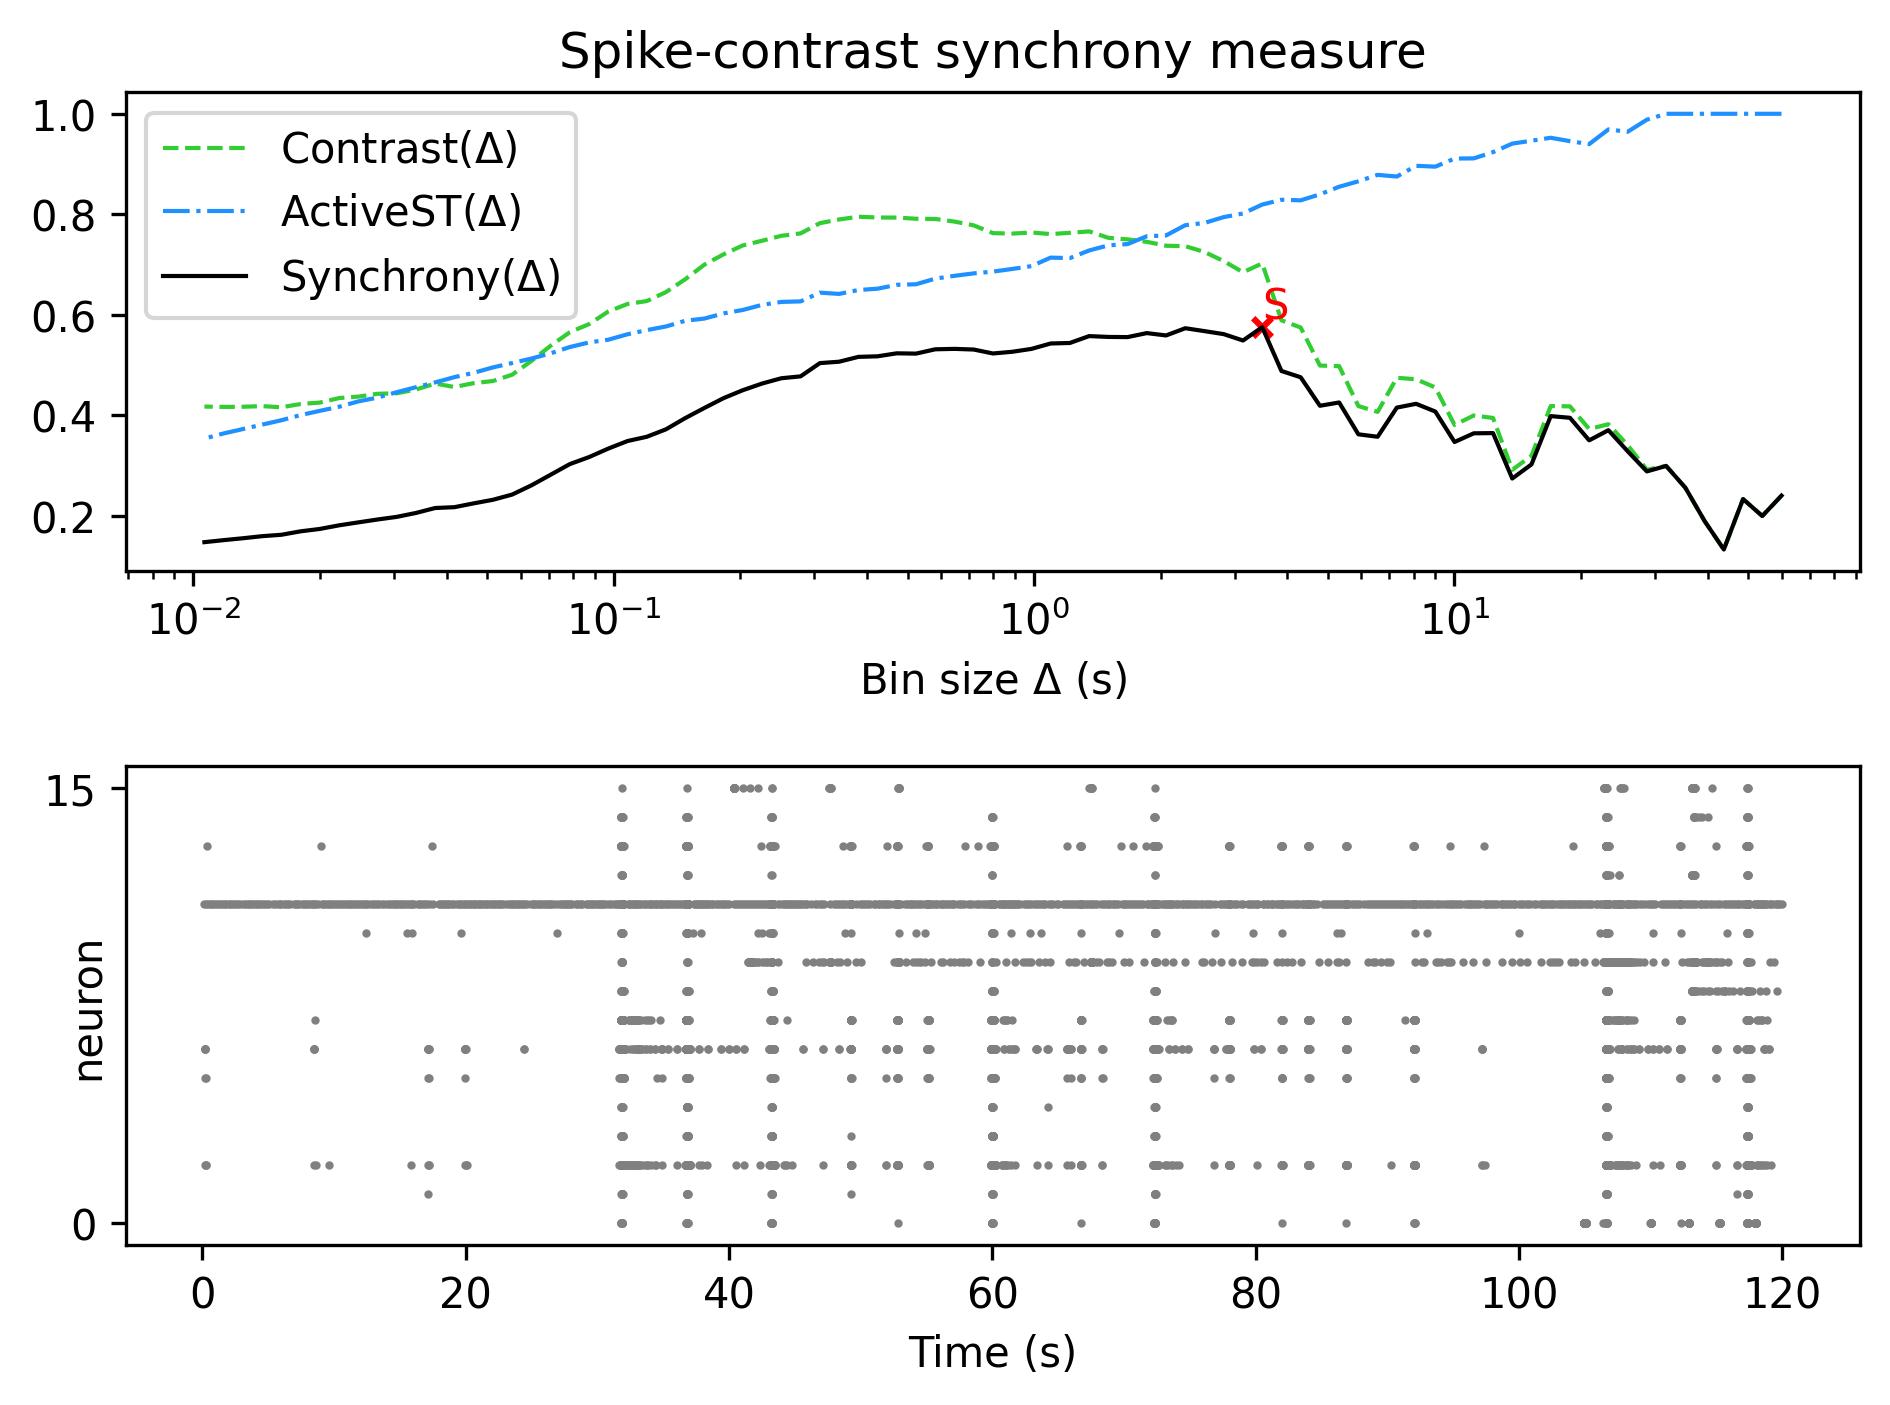 Spike-contrast synchrony measure
1.0
0.8
0.6
0.4
0.2
Contrast(Δ)
ActiveST(Δ)
Synchrony(Δ)
S
10⁻² 10⁻¹ 10⁰ 10¹
Bin size Δ (s)
15
0
neuron
0 20 40 60 80 100 120
Time (s)